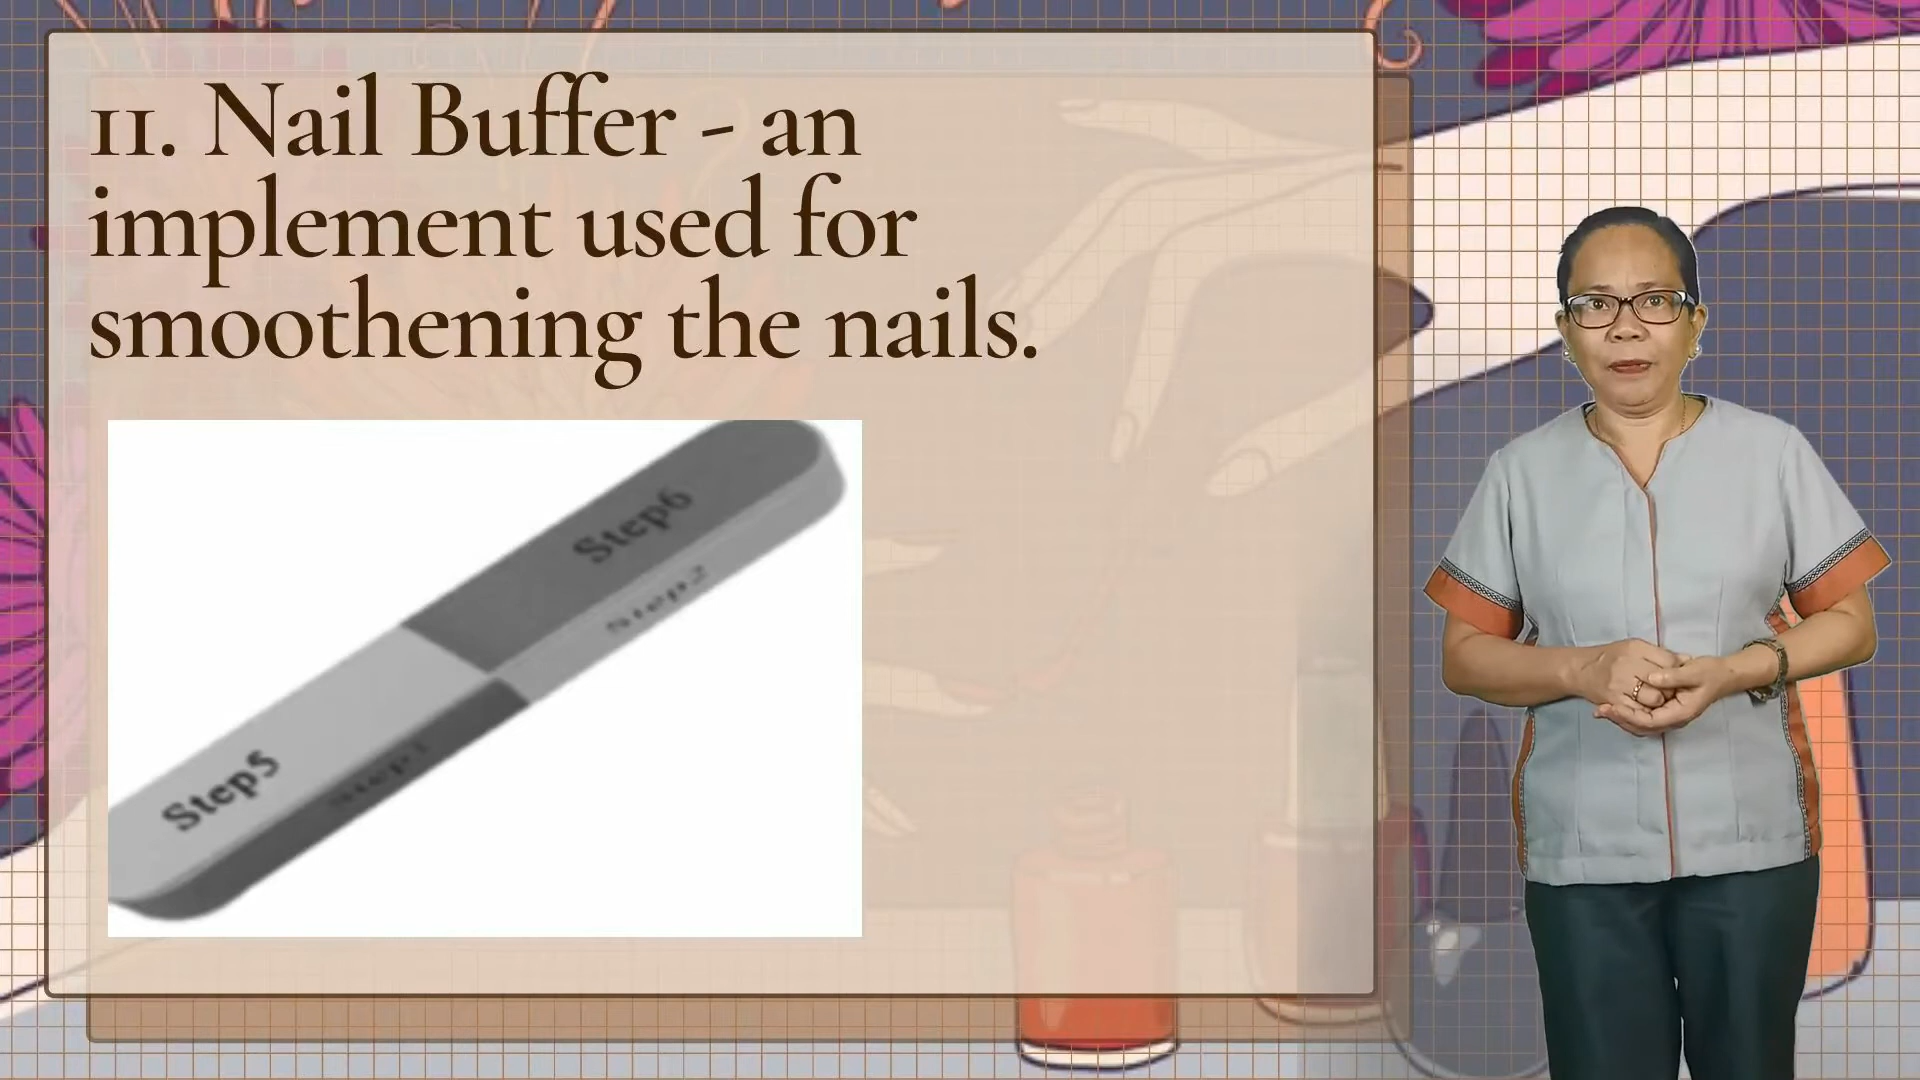 11. Nail Buffer - an
implement used for
smoothening the nails.
Step6
Step2
Step5
Step1